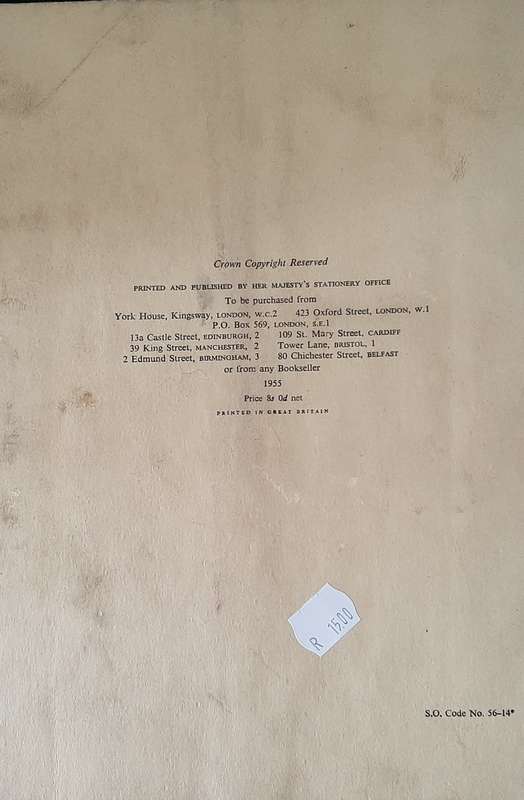 Crown Copyright Reserved
PRINTED AND PUBLISHED BY HER MAJESTY'S STATIONERY OFFICE
To be purchased from
York House, Kingsway, LONDON, W.C.2 423 Oxford Street, LONDON, W.1
P.O. Box 569, LONDON, S.E.1
13a Castle Street, EDINBURGH, 2 109 St. Mary Street, CARDIFF
39 King Street, MANCHESTER, 2 Tower Lane, BRISTOL, 1
2 Edmund Street, BIRMINGHAM, 3 80 Chichester Street, BELFAST
or from any Bookseller
1955
Price 8s 0d net
PRINTED IN GREAT BRITAIN
R 15,00
S.O. Code No. 56-14*